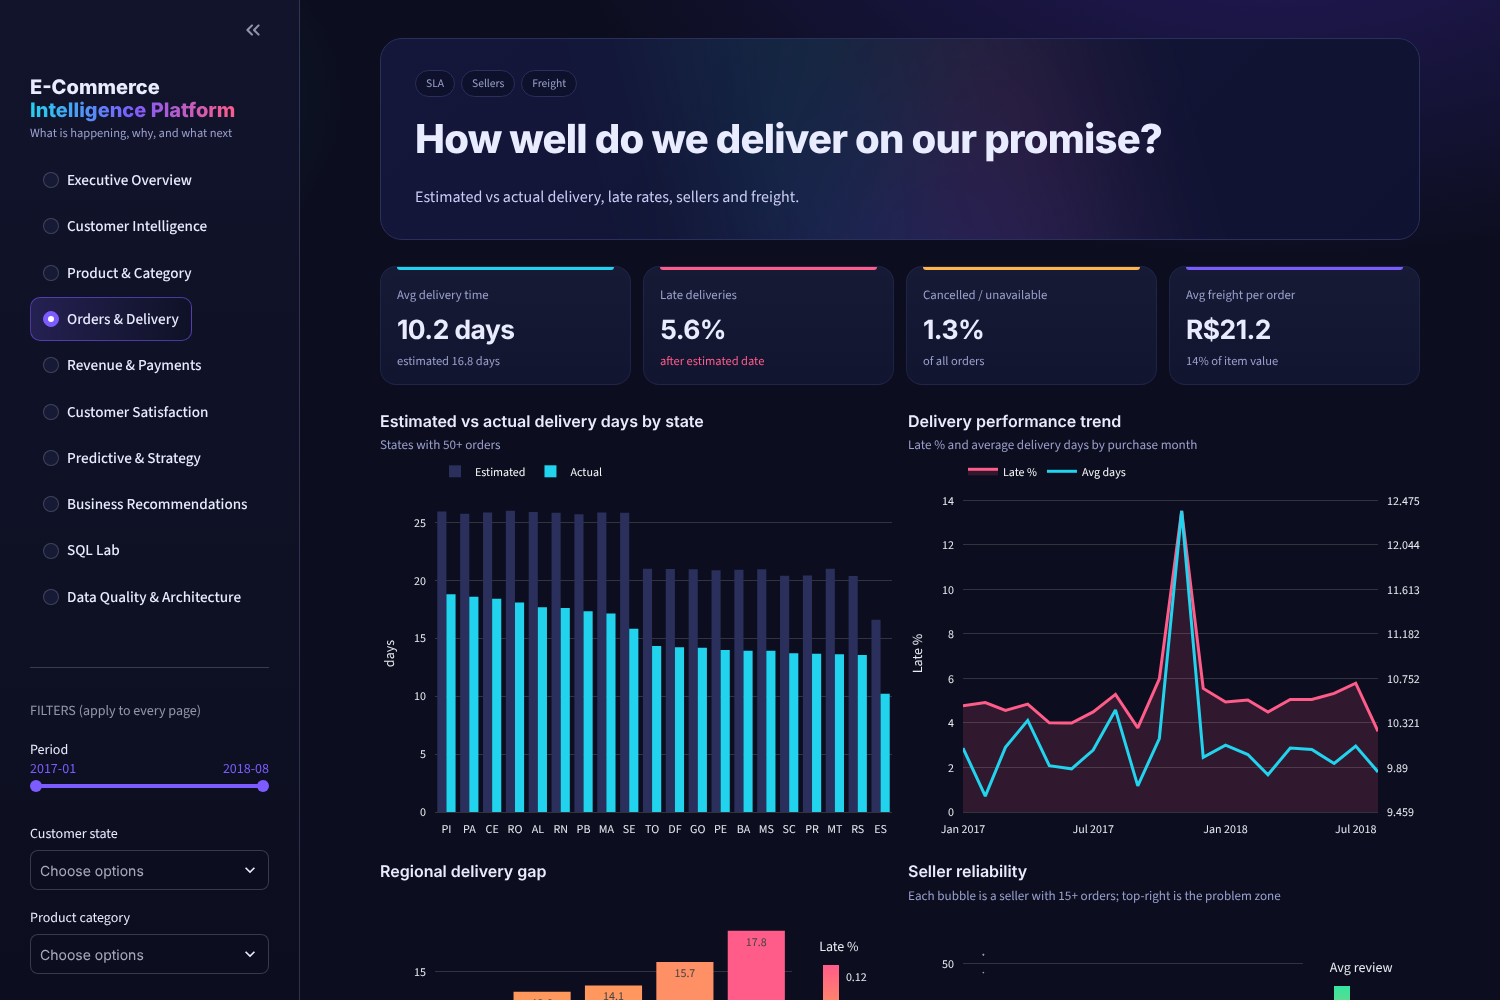 E-Commerce
Intelligence Platform
What is happening, why, and what next
Executive Overview
Customer Intelligence
Product & Category
Orders & Delivery
Revenue & Payments
Customer Satisfaction
Predictive & Strategy
Business Recommendations
SQL Lab
Data Quality & Architecture
FILTERS (apply to every page)
Period
2017-01 2018-08
Customer state
Choose options
Product category
Choose options
SLA Sellers Freight
How well do we deliver on our promise?
Estimated vs actual delivery, late rates, sellers and freight.
Avg delivery time
10.2 days
estimated 16.8 days
Late deliveries
5.6%
after estimated date
Cancelled / unavailable
1.3%
of all orders
Avg freight per order
R$21.2
14% of item value
Estimated vs actual delivery days by state
States with 50+ orders
Estimated Actual
25
20
15
10
5
0
days
PI PA CE RO AL RN PB MA SE TO DF GO PE BA MS SC PR MT RS ES
Delivery performance trend
Late % and average delivery days by purchase month
Late % Avg days
14 12.475
12 12.044
10 11.613
8 11.182
6 10.752
4 10.321
2 9.89
0 9.459
Late %
Jan 2017 Jul 2017 Jan 2018 Jul 2018
Regional delivery gap
15
14.1
15.7
17.8
Late %
0.12
Seller reliability
Each bubble is a seller with 15+ orders; top-right is the problem zone
50
Avg review